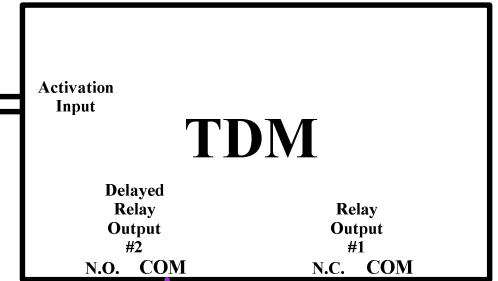 Activation
Input
TDM
Delayed
Relay
Output
#2
N.O. COM
Relay
Output
#1
N.C. COM